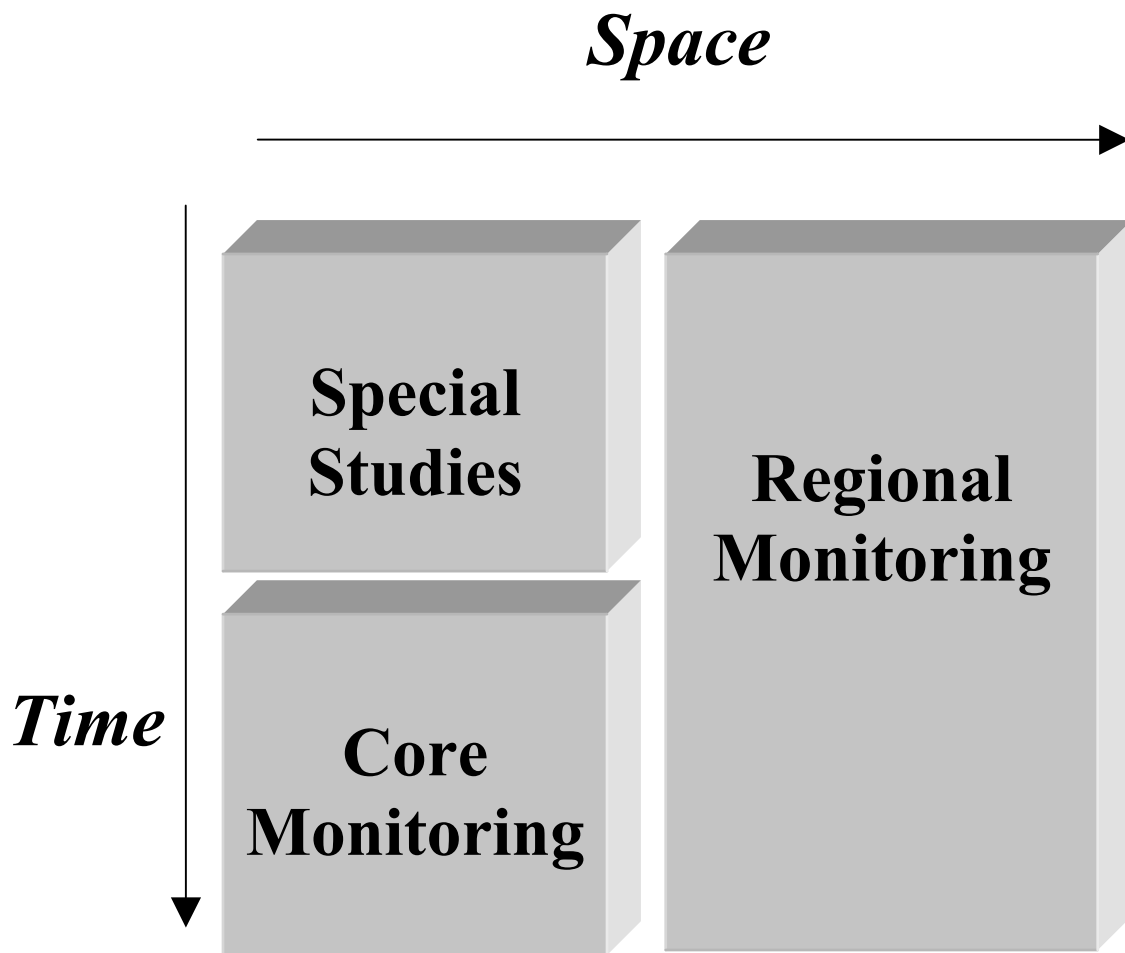 Space
Special
Studies
Regional
Monitoring
Time
Core
Monitoring